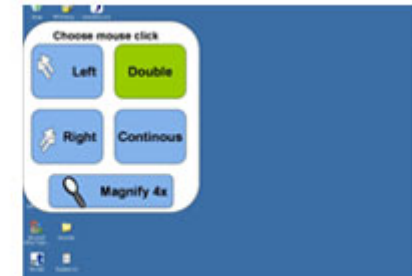 Choose mouse click
Left
Double
Right
Continous
Magnify 4x